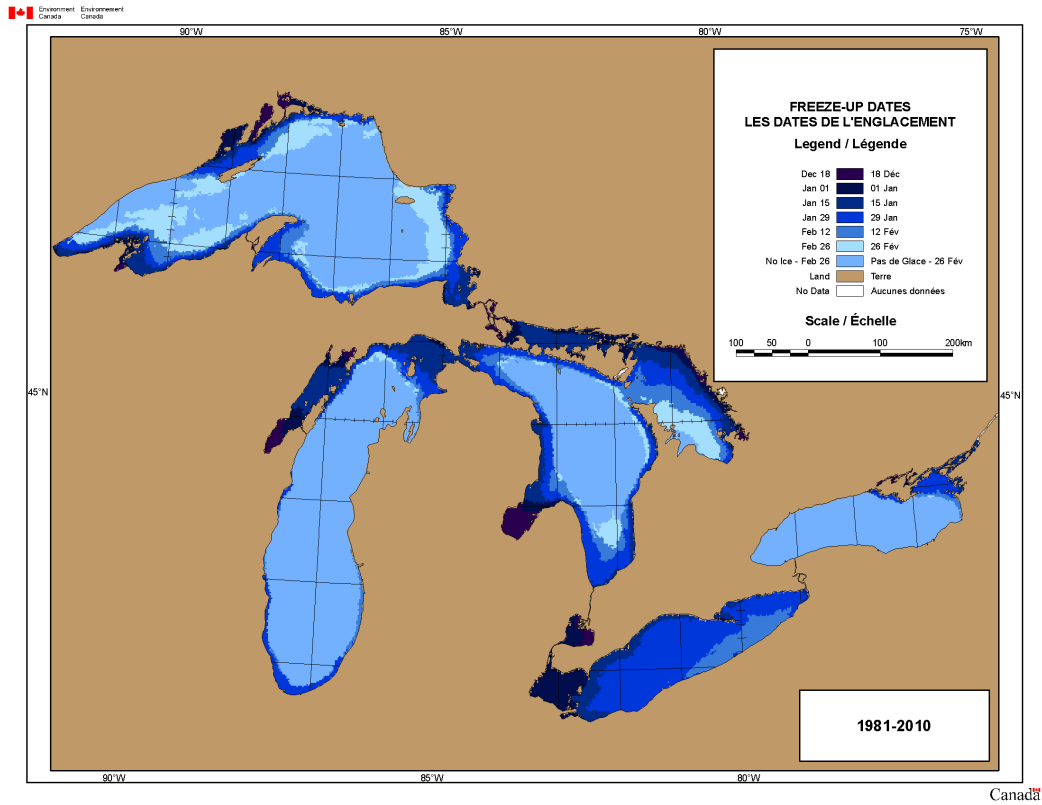 Environment Environnement
Canada Canada
90°W 85°W 80°W 75°W
FREEZE-UP DATES
LES DATES DE L'ENGLACEMENT
Legend / Légende
Dec 18 18 Déc
Jan 01 01 Jan
Jan 15 15 Jan
Jan 29 29 Jan
Feb 12 12 Fév
Feb 26 26 Fév
No Ice - Feb 26 Pas de Glace - 26 Fév
Land Terre
No Data Aucunes données
Scale / Échelle
100 50 0 100 200km
45°N 45°N
1981-2010
90°W 85°W 80°W
Canada